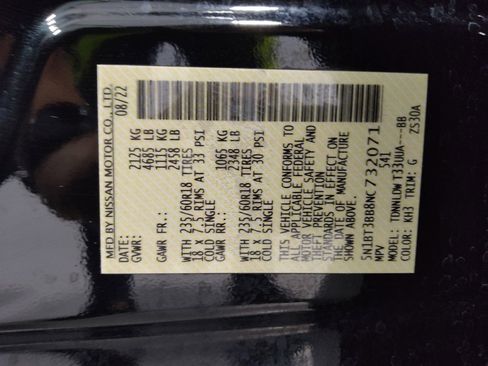 MFD BY NISSAN MOTOR CO., LTD.
DATE: 08/22
GVWR: 2125 KG
4685 LB
GAWR FR.: 1115 KG
2458 LB
WITH 235/60R18 TIRES
18 X 7.5 RIMS AT 33 PSI
COLD SINGLE
GAWR RR.: 1065 KG
2348 LB
WITH 235/60R18 TIRES
18 X 7.5 RIMS AT 30 PSI
COLD SINGLE
THIS VEHICLE CONFORMS TO
ALL APPLICABLE FEDERAL
MOTOR VEHICLE SAFETY AND
THEFT PREVENTION
STANDARDS IN EFFECT ON
THE DATE OF MANUFACTURE
SHOWN ABOVE.
5N1BT3BB8NC732071
MPV 541
MODEL: TDNNLDW T33UUA---BB
COLOR: KH3 TRIM: G ZS30A